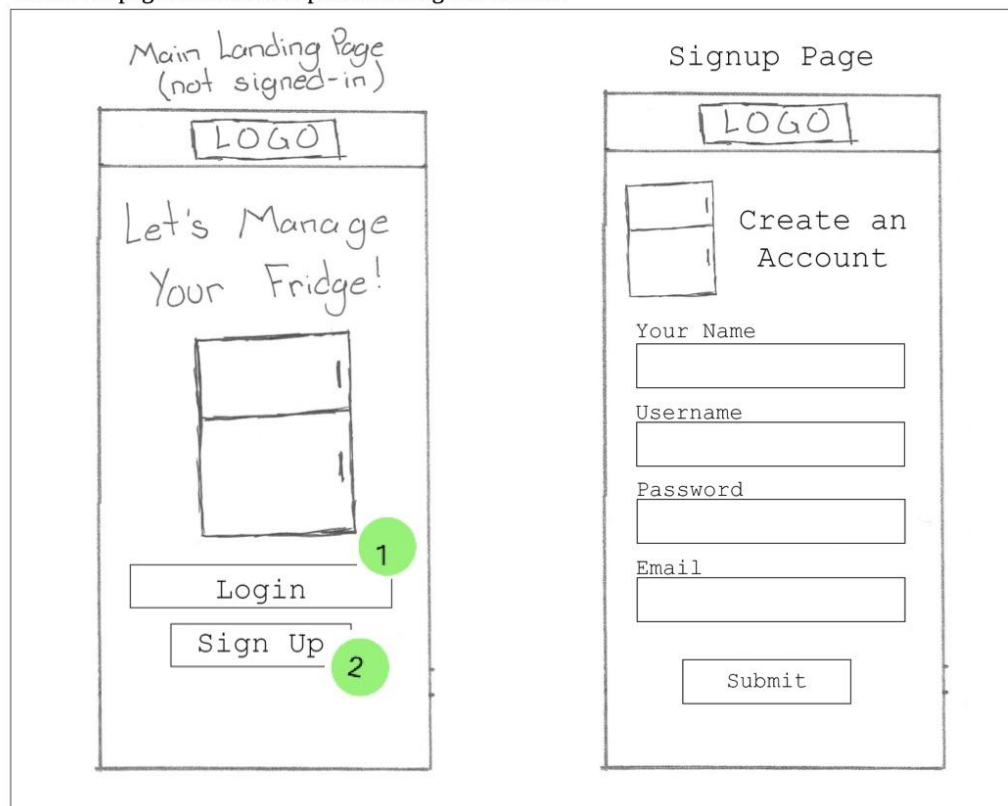 Main Landing Page
(not signed-in)
LOGO
Let's Manage
Your Fridge!
1
Login
Sign Up
2
Signup Page
LOGO
Create an
Account
Your Name
Username
Password
Email
Submit